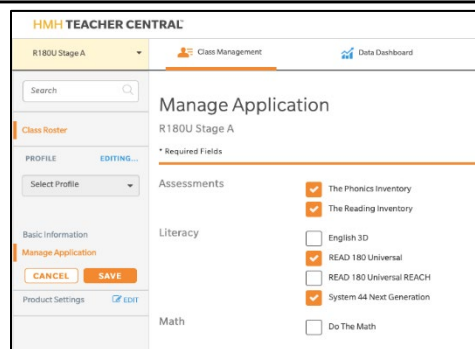 HMH TEACHER CENTRAL
R180U Stage A
Class Management
Data Dashboard
Search
Class Roster
PROFILE EDITING...
Select Profile
Basic Information
Manage Application
CANCEL SAVE
Product Settings EDIT
Manage Application
R180U Stage A
* Required Fields
Assessments
The Phonics Inventory
The Reading Inventory
Literacy
English 3D
READ 180 Universal
READ 180 Universal REACH
System 44 Next Generation
Math
Do The Math